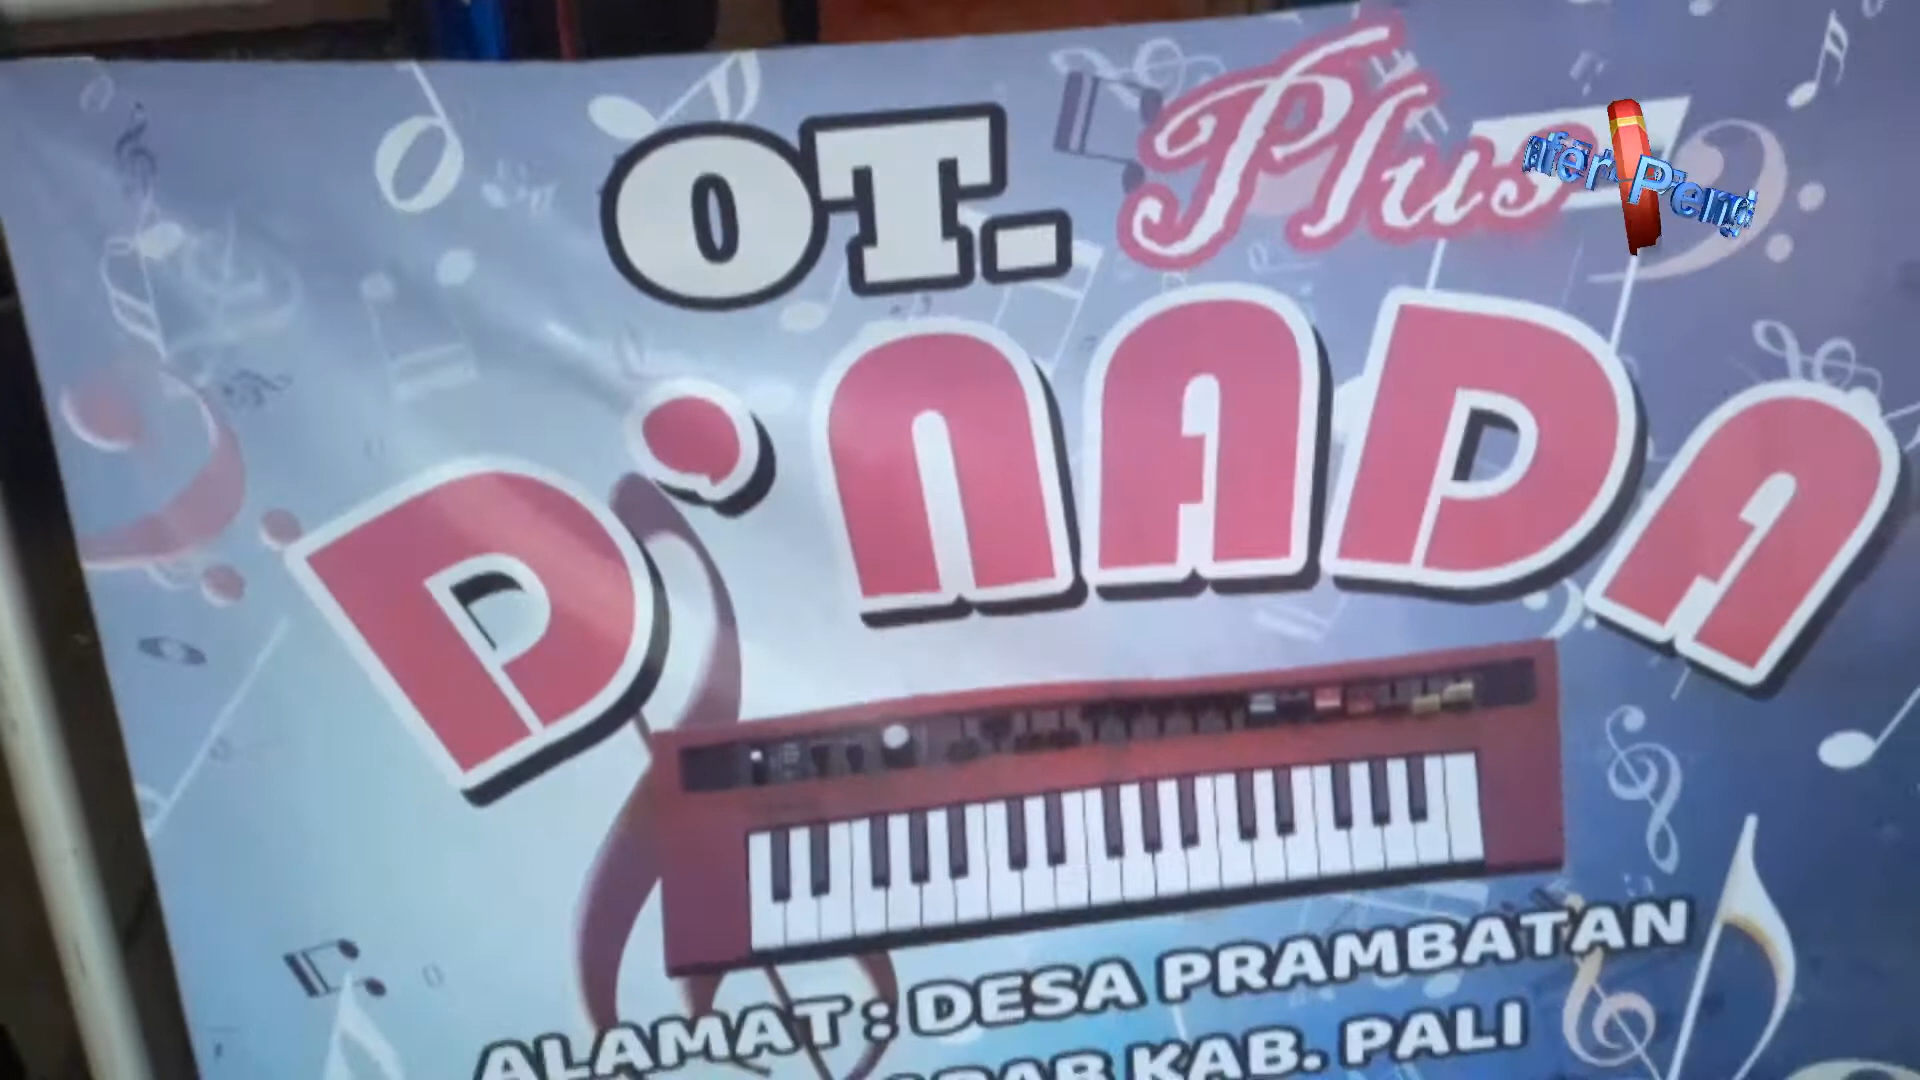 OT. Plus
D'NADA
ALAMAT : DESA PRAMBATAN
KAB. PALI